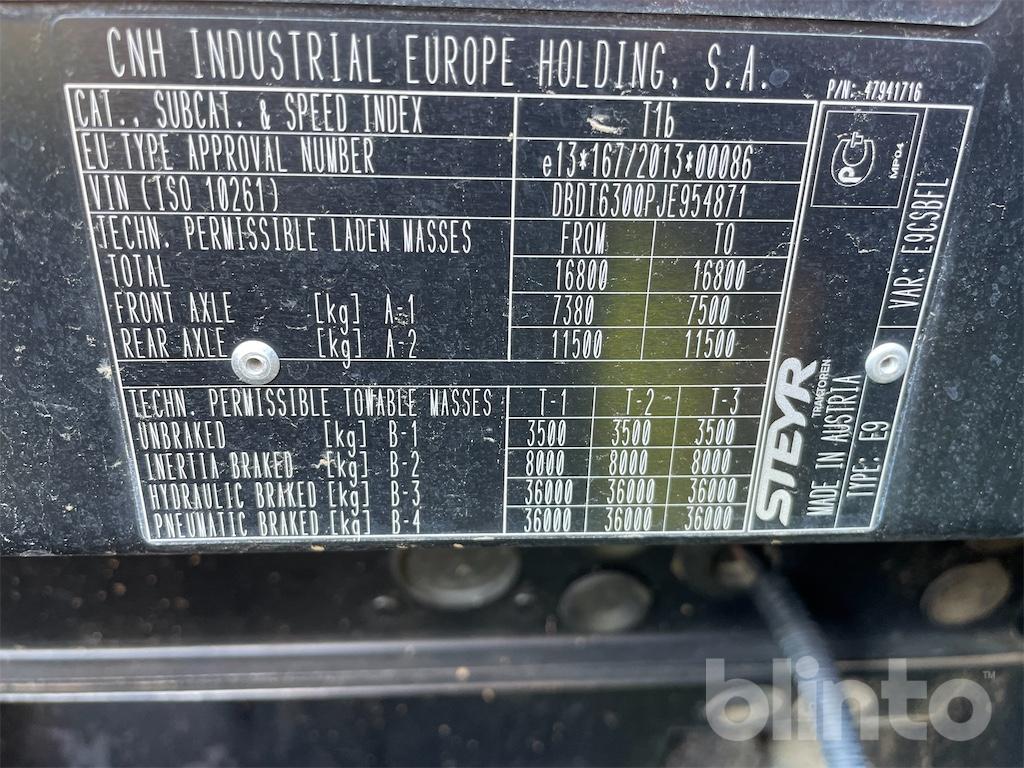 CNH INDUSTRIAL EUROPE HOLDING, S.A.
P/N: 47941716
CAT., SUBCAT. & SPEED INDEX T1b
EU TYPE APPROVAL NUMBER e13*167/2013*00086
VIN (ISO 10261) DBDT6300PJE954871
TECHN. PERMISSIBLE LADEN MASSES FROM TO
TOTAL 16800 16800
FRONT AXLE [kg] A-1 7380 7500
REAR AXLE [kg] A-2 11500 11500
TECHN. PERMISSIBLE TOWABLE MASSES T-1 T-2 T-3
UNBRAKED [kg] B-1 3500 3500 3500
INERTIA BRAKED [kg] B-2 8000 8000 8000
HYDRAULIC BRAKED [kg] B-3 36000 36000 36000
PNEUMATIC BRAKED [kg] B-4 36000 36000 36000
STEYR
TRAKTOREN
MADE IN AUSTRIA
TYPE: E9
VAR: E9CSBFL
PCT
MP04
blinto™